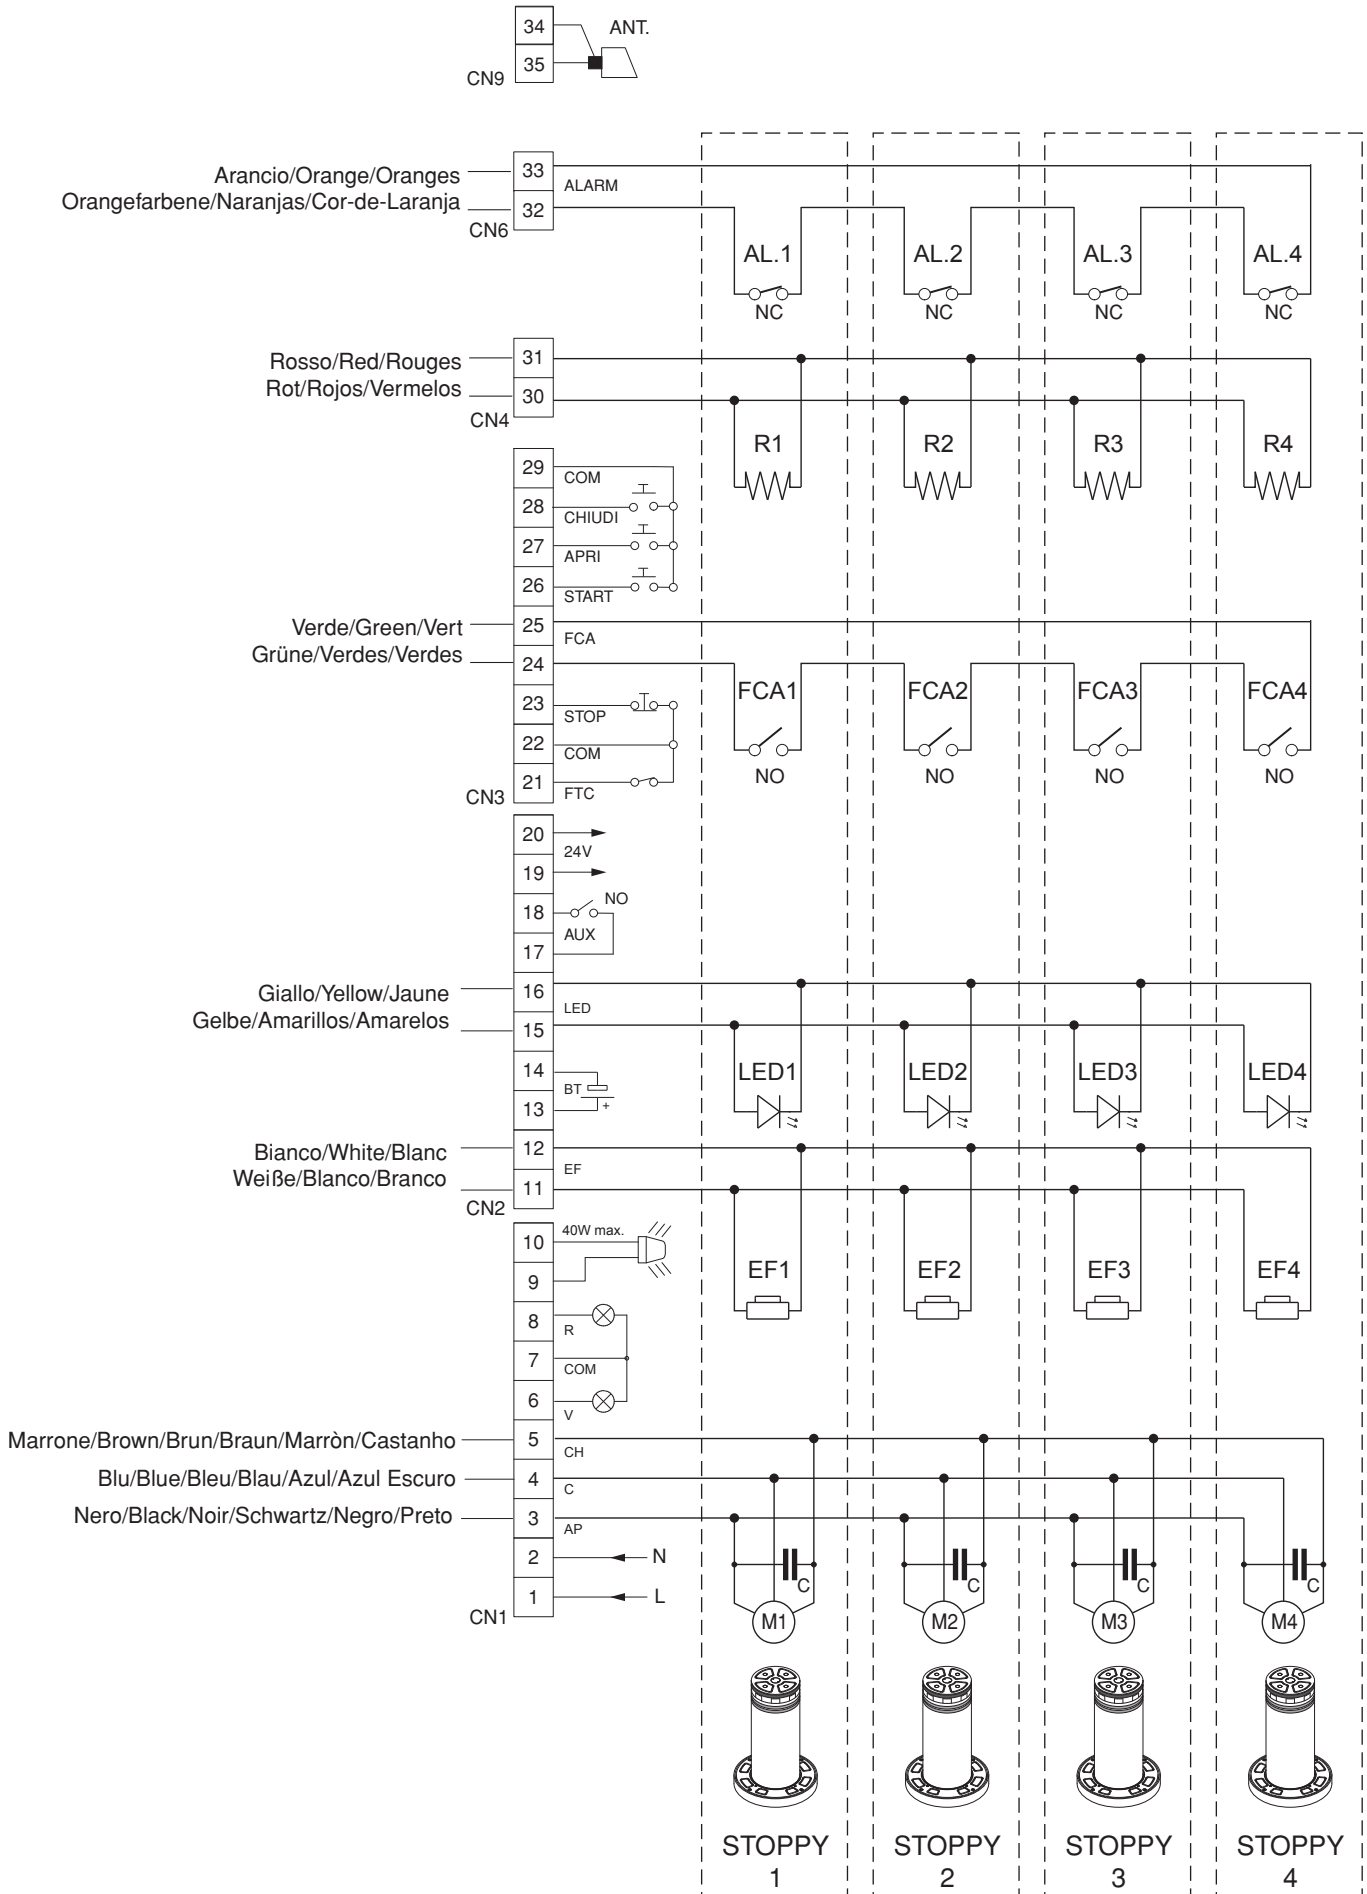 34 ANT.
35
CN9
Arancio/Orange/Oranges 33
ALARM
Orangefarbene/Naranjas/Cor-de-Laranja 32
CN6
AL.1 AL.2 AL.3 AL.4
NC NC NC NC
Rosso/Red/Rouges 31
Rot/Rojos/Vermelos 30
CN4
R1 R2 R3 R4
29
COM
28
CHIUDI
27
APRI
26
START
Verde/Green/Vert 25
FCA
Grüne/Verdes/Verdes 24
FCA1 FCA2 FCA3 FCA4
23
STOP
22
COM
NO NO NO NO
21
FTC
CN3
20
24V
19
18 NO
AUX
17
Giallo/Yellow/Jaune 16
LED
Gelbe/Amarillos/Amarelos 15
14 LED1 LED2 LED3 LED4
BT
13 +
Bianco/White/Blanc 12
EF
Weiße/Blanco/Branco 11
CN2
10 40W max.
9 EF1 EF2 EF3 EF4
8
R
7
COM
6
V
Marrone/Brown/Brun/Braun/Marròn/Castanho 5
CH
Blu/Blue/Bleu/Blau/Azul/Azul Escuro 4
C
Nero/Black/Noir/Schwartz/Negro/Preto 3
AP
2 N
C C C C
1 L
CN1
M1 M2 M3 M4
STOPPY STOPPY STOPPY STOPPY
1 2 3 4